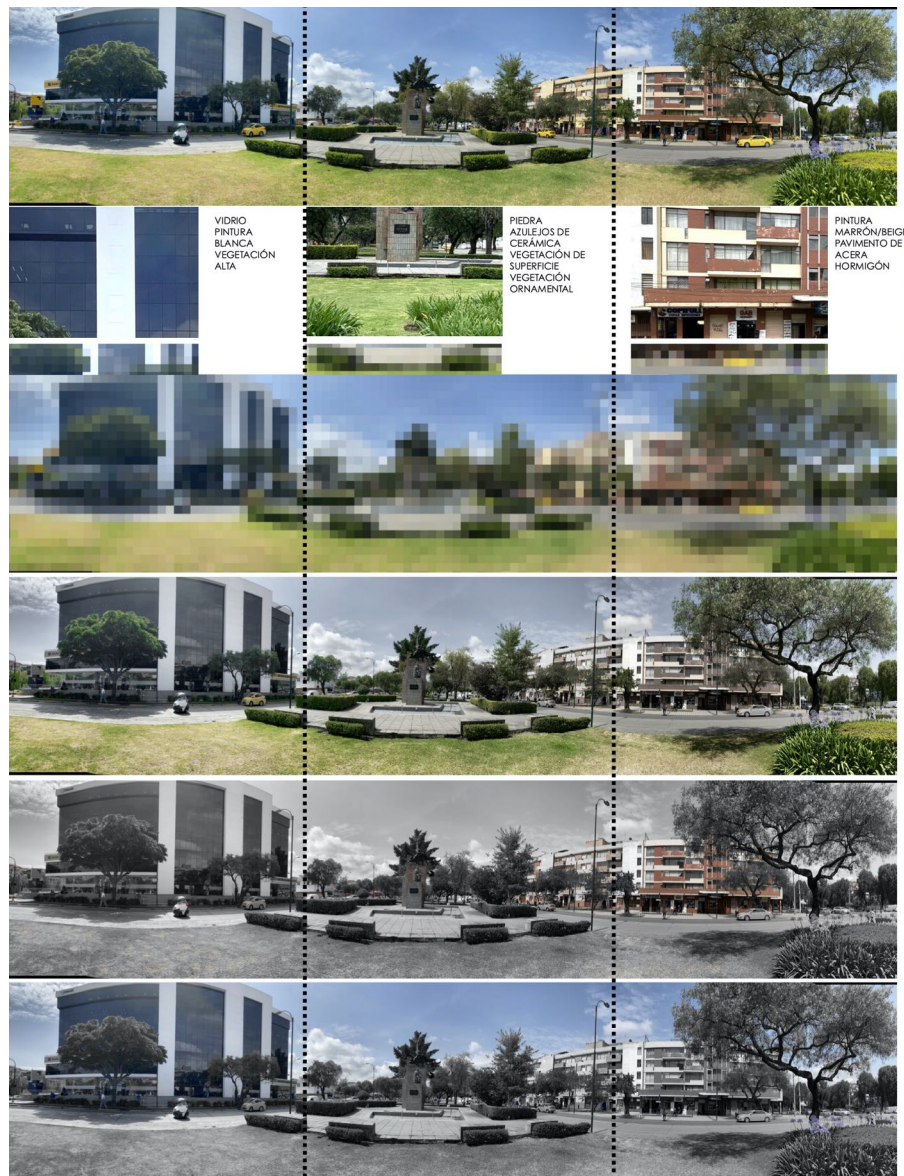 VIDRIO
PINTURA
BLANCA
VEGETACIÓN
ALTA
PIEDRA
AZULEJOS DE
CERÁMICA
VEGETACIÓN DE
SUPERFICIE
VEGETACIÓN
ORNAMENTAL
PINTURA
MARRÓN/BEIGE
PAVIMENTO DE
ACERA
HORMIGÓN